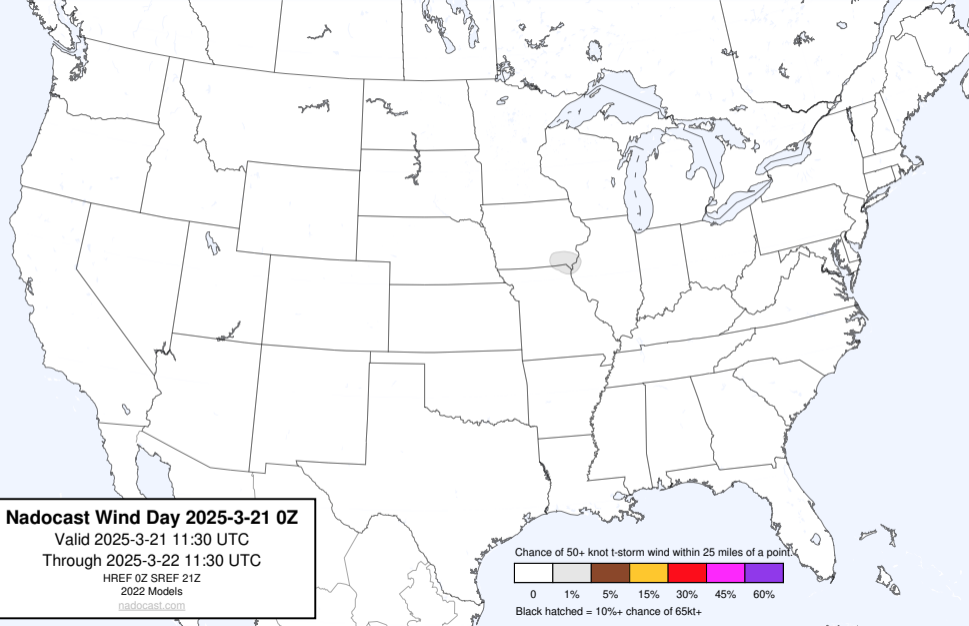 Nadocast Wind Day 2025-3-21 0Z
Valid 2025-3-21 11:30 UTC
Through 2025-3-22 11:30 UTC
HREF 0Z SREF 21Z
2022 Models
nadocast.com
Chance of 50+ knot t-storm wind within 25 miles of a point.
0 1% 5% 15% 30% 45% 60%
Black hatched = 10%+ chance of 65kt+